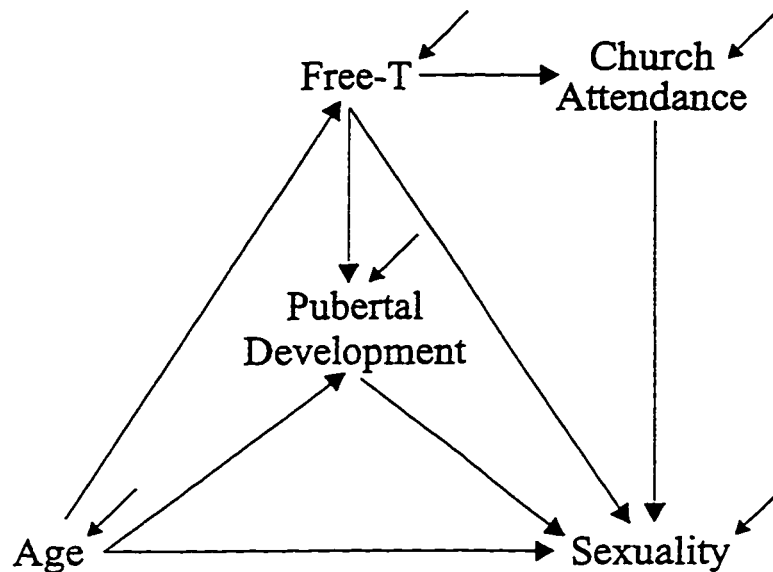 Free-T
Church
Attendance
Pubertal
Development
Age
Sexuality